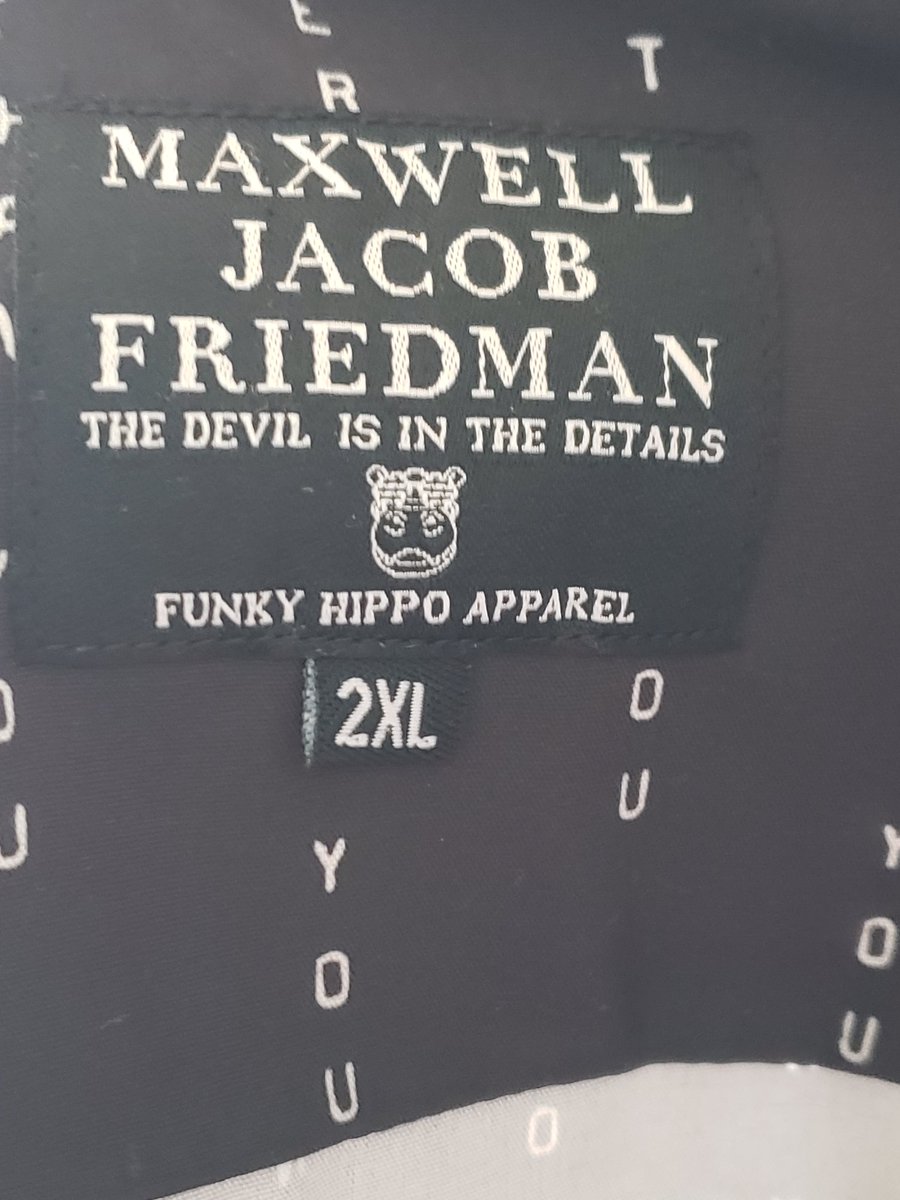 E
R
T
MAXWELL
JACOB
FRIEDMAN
THE DEVIL IS IN THE DETAILS
FUNKY HIPPO APPAREL
2XL
O
U
Y
O
U
Y
O
U
O